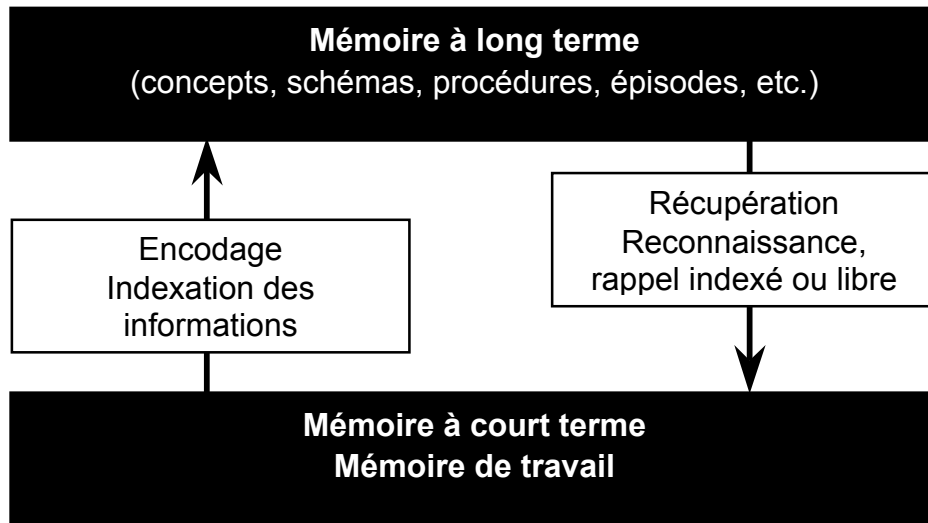 Mémoire à long terme
(concepts, schémas, procédures, épisodes, etc.)
Encodage
Indexation des
informations
Récupération
Reconnaissance,
rappel indexé ou libre
Mémoire à court terme
Mémoire de travail